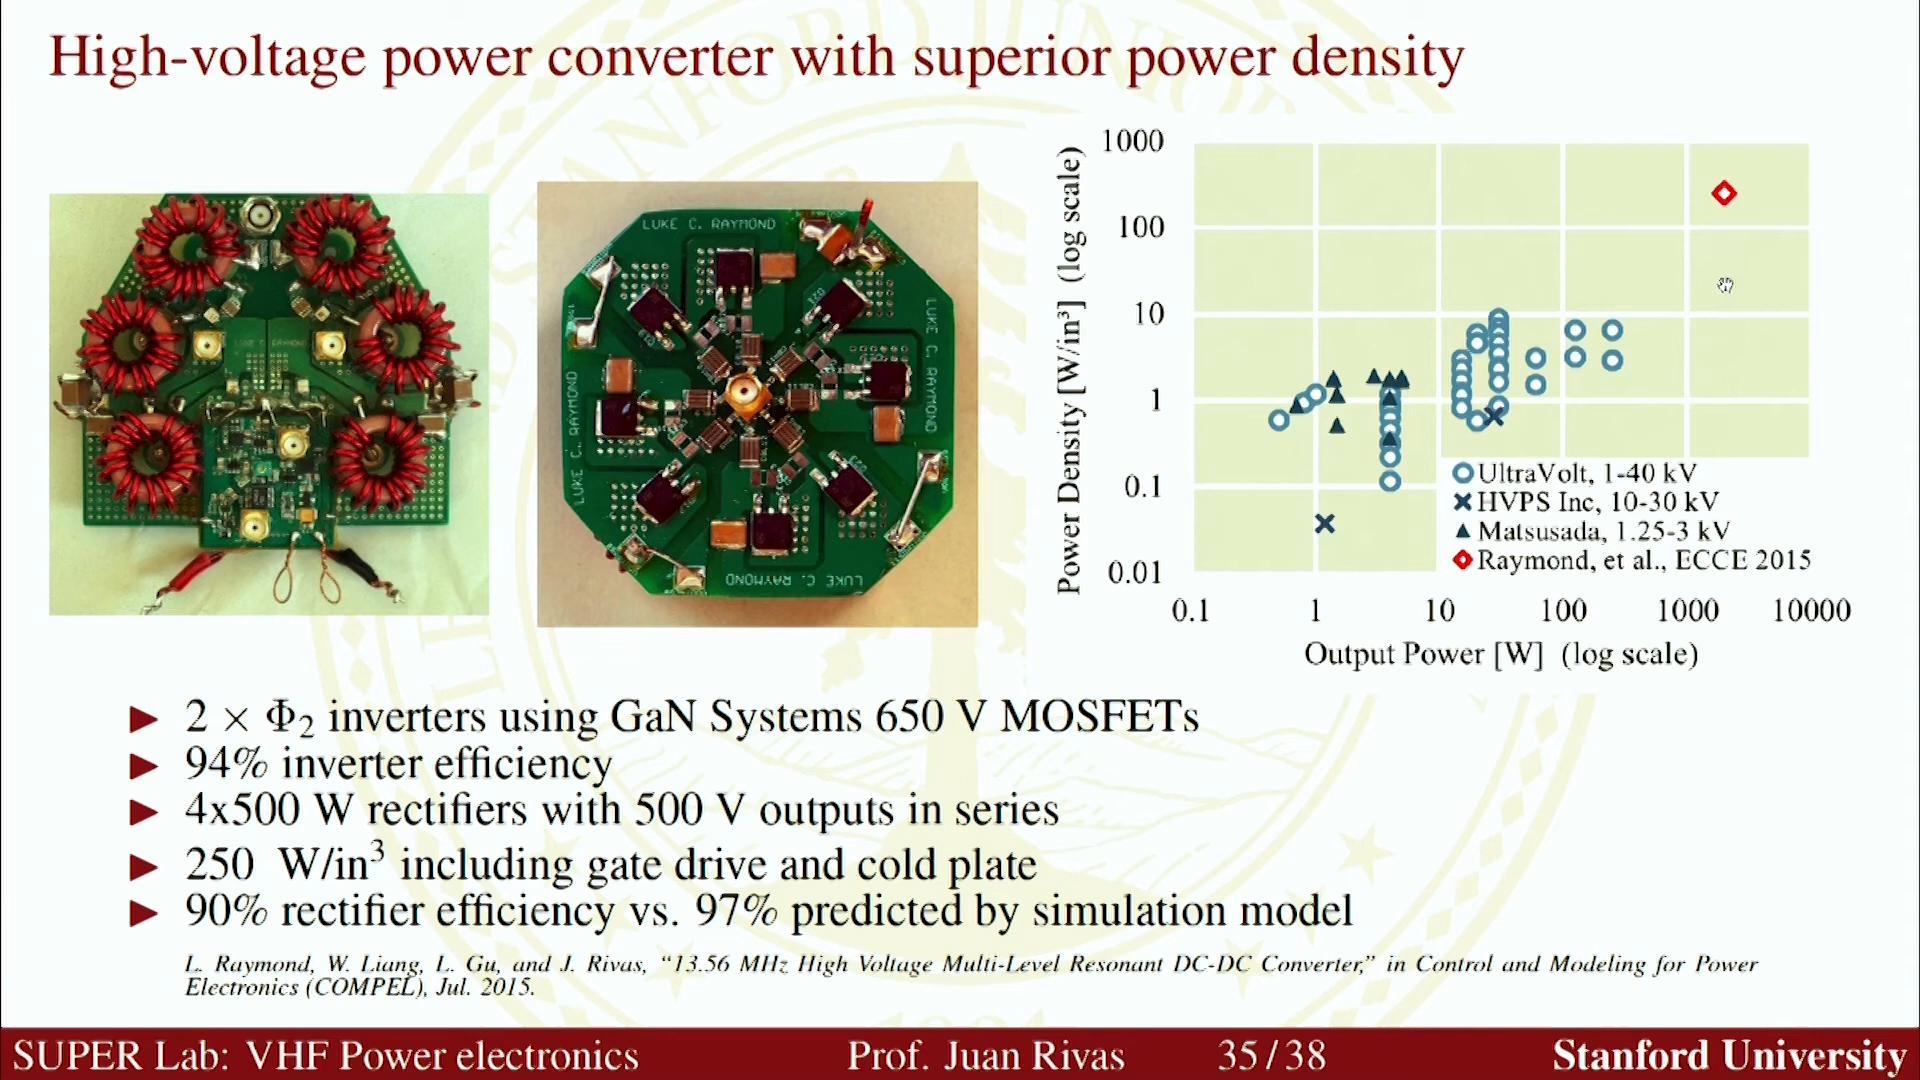 High-voltage power converter with superior power density
LUKE C. RAYMOND
LUKE C. RAYMOND
LUKE C. RAYMOND
LUKE C. RAYMOND
Power Density [W/in³] (log scale)
1000
100
10
1
0.1
0.01
0.1 1 10 100 1000 10000
Output Power [W] (log scale)
UltraVolt, 1-40 kV
HVPS Inc, 10-30 kV
Matsusada, 1.25-3 kV
Raymond, et al., ECCE 2015
2 × Φ₂ inverters using GaN Systems 650 V MOSFETs
94% inverter efficiency
4x500 W rectifiers with 500 V outputs in series
250 W/in³ including gate drive and cold plate
90% rectifier efficiency vs. 97% predicted by simulation model
L. Raymond, W. Liang, L. Gu, and J. Rivas, “13.56 MHz High Voltage Multi-Level Resonant DC-DC Converter,” in Control and Modeling for Power
Electronics (COMPEL), Jul. 2015.
SUPER Lab: VHF Power electronics Prof. Juan Rivas 35 / 38 Stanford University